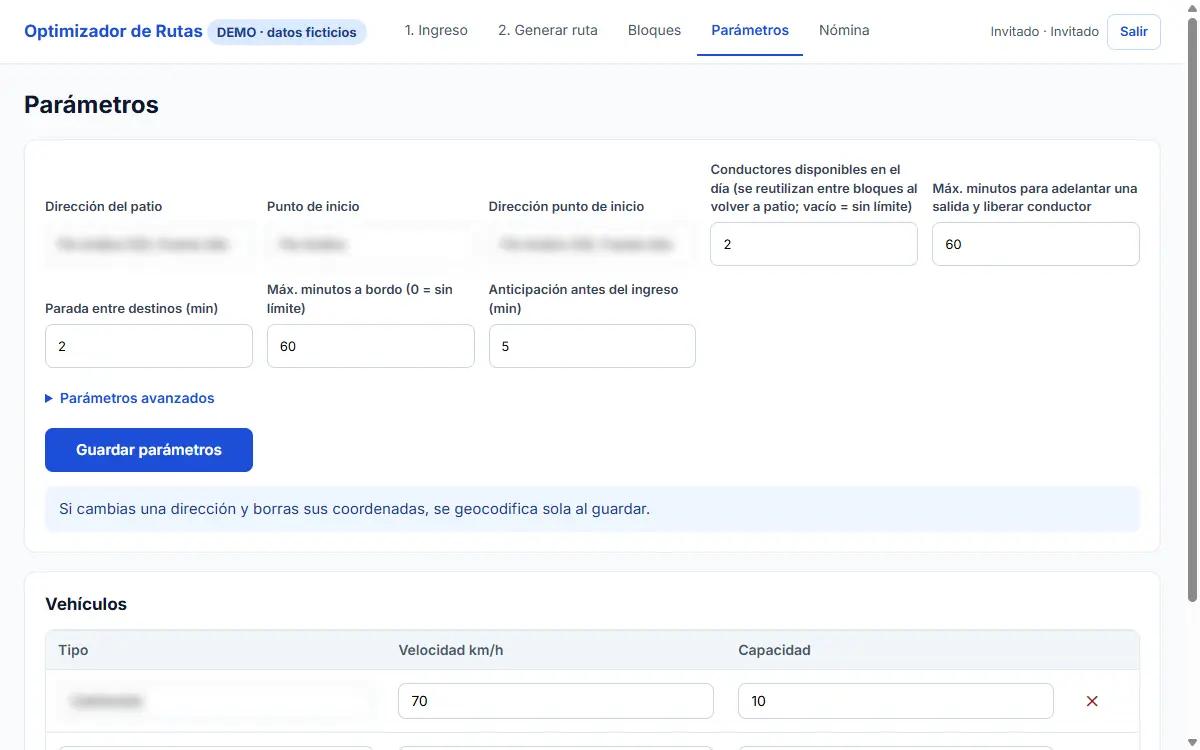 Optimizador de Rutas DEMO · datos ficticios 1. Ingreso 2. Generar ruta Bloques Parámetros Nómina Invitado · Invitado Salir
Parámetros
Dirección del patio
Punto de inicio
Dirección punto de inicio
Conductores disponibles en el
día (se reutilizan entre bloques al
volver a patio; vacío = sin límite)
2
Máx. minutos para adelantar una
salida y liberar conductor
60
Parada entre destinos (min)
2
Máx. minutos a bordo (0 = sin
límite)
60
Anticipación antes del ingreso
(min)
5
Parámetros avanzados
Guardar parámetros
Si cambias una dirección y borras sus coordenadas, se geocodifica sola al guardar.
Vehículos
Tipo Velocidad km/h Capacidad
70 10